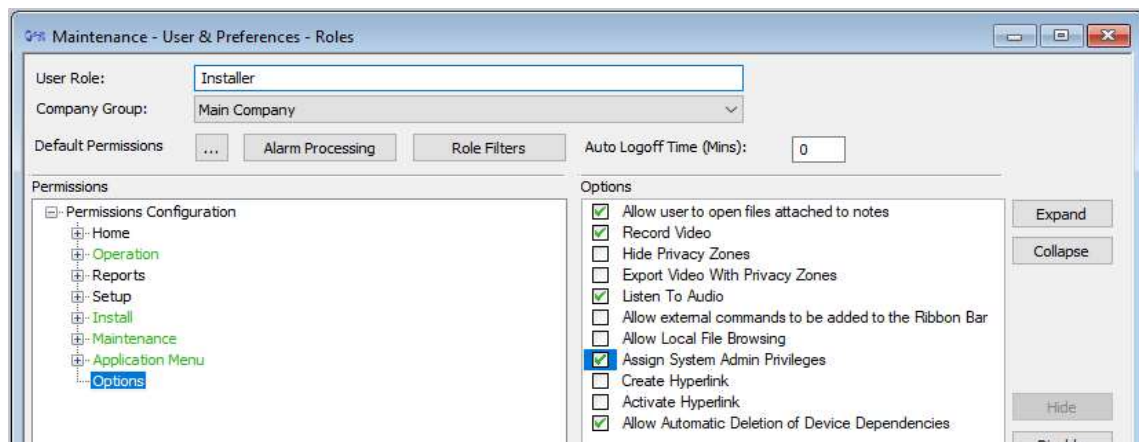 Maintenance - User & Preferences - Roles
User Role: Installer
Company Group: Main Company
Default Permissions ... Alarm Processing Role Filters Auto Logoff Time (Mins): 0
Permissions
Permissions Configuration
Home
Operation
Reports
Setup
Install
Maintenance
Application Menu
Options
Options
Allow user to open files attached to notes
Record Video
Hide Privacy Zones
Export Video With Privacy Zones
Listen To Audio
Allow external commands to be added to the Ribbon Bar
Allow Local File Browsing
Assign System Admin Privileges
Create Hyperlink
Activate Hyperlink
Allow Automatic Deletion of Device Dependencies
Expand
Collapse
Hide